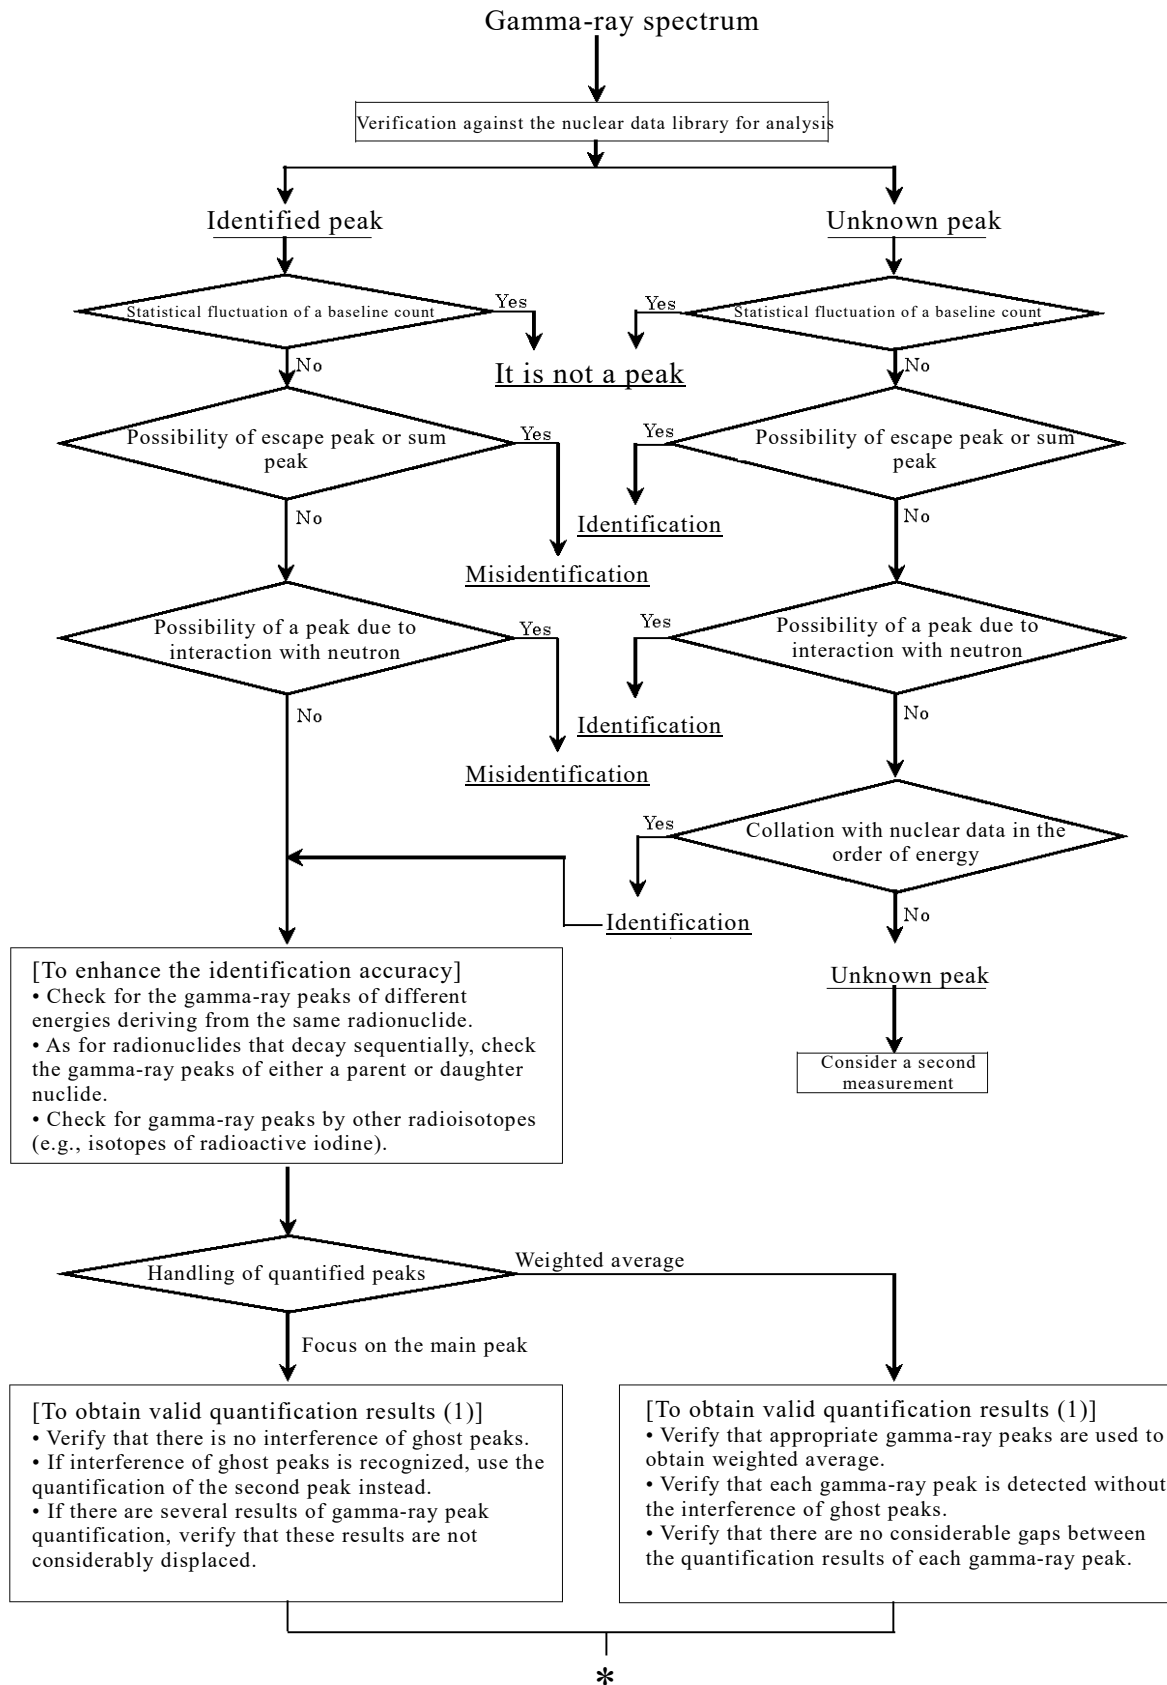 Gamma-ray spectrum
Verification against the nuclear data library for analysis
Identified peak
Unknown peak
Statistical fluctuation of a baseline count
Yes
Yes
Statistical fluctuation of a baseline count
No
It is not a peak
No
Possibility of escape peak or sum
peak
Yes
Yes
Possibility of escape peak or sum
peak
No
Identification
No
Misidentification
Possibility of a peak due to
interaction with neutron
Yes
Yes
Possibility of a peak due to
interaction with neutron
No
Identification
No
Misidentification
Yes
Collation with nuclear data in the
order of energy
Identification
No
[To enhance the identification accuracy]
• Check for the gamma-ray peaks of different
energies deriving from the same radionuclide.
• As for radionuclides that decay sequentially, check
the gamma-ray peaks of either a parent or daughter
nuclide.
• Check for gamma-ray peaks by other radioisotopes
(e.g., isotopes of radioactive iodine).
Unknown peak
Consider a second
measurement
Handling of quantified peaks
Weighted average
Focus on the main peak
[To obtain valid quantification results (1)]
• Verify that there is no interference of ghost peaks.
• If interference of ghost peaks is recognized, use the
quantification of the second peak instead.
• If there are several results of gamma-ray peak
quantification, verify that these results are not
considerably displaced.
[To obtain valid quantification results (1)]
• Verify that appropriate gamma-ray peaks are used to
obtain weighted average.
• Verify that each gamma-ray peak is detected without
the interference of ghost peaks.
• Verify that there are no considerable gaps between
the quantification results of each gamma-ray peak.
*